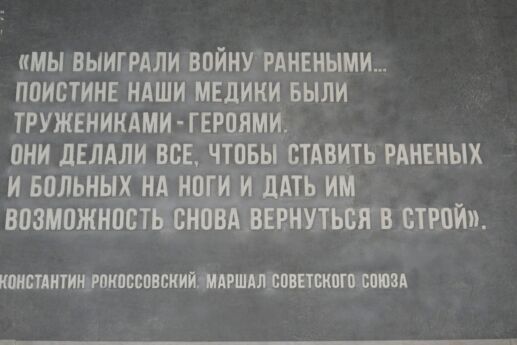 «МЫ ВЫИГРАЛИ ВОЙНУ РАНЕНЫМИ...
ПОИСТИНЕ НАШИ МЕДИКИ БЫЛИ
ТРУЖЕНИКАМИ - ГЕРОЯМИ.
ОНИ ДЕЛАЛИ ВСЕ, ЧТОБЫ СТАВИТЬ РАНЕНЫХ
И БОЛЬНЫХ НА НОГИ И ДАТЬ ИМ
ВОЗМОЖНОСТЬ СНОВА ВЕРНУТЬСЯ В СТРОЙ».
КОНСТАНТИН РОКОССОВСКИЙ, МАРШАЛ СОВЕТСКОГО СОЮЗА